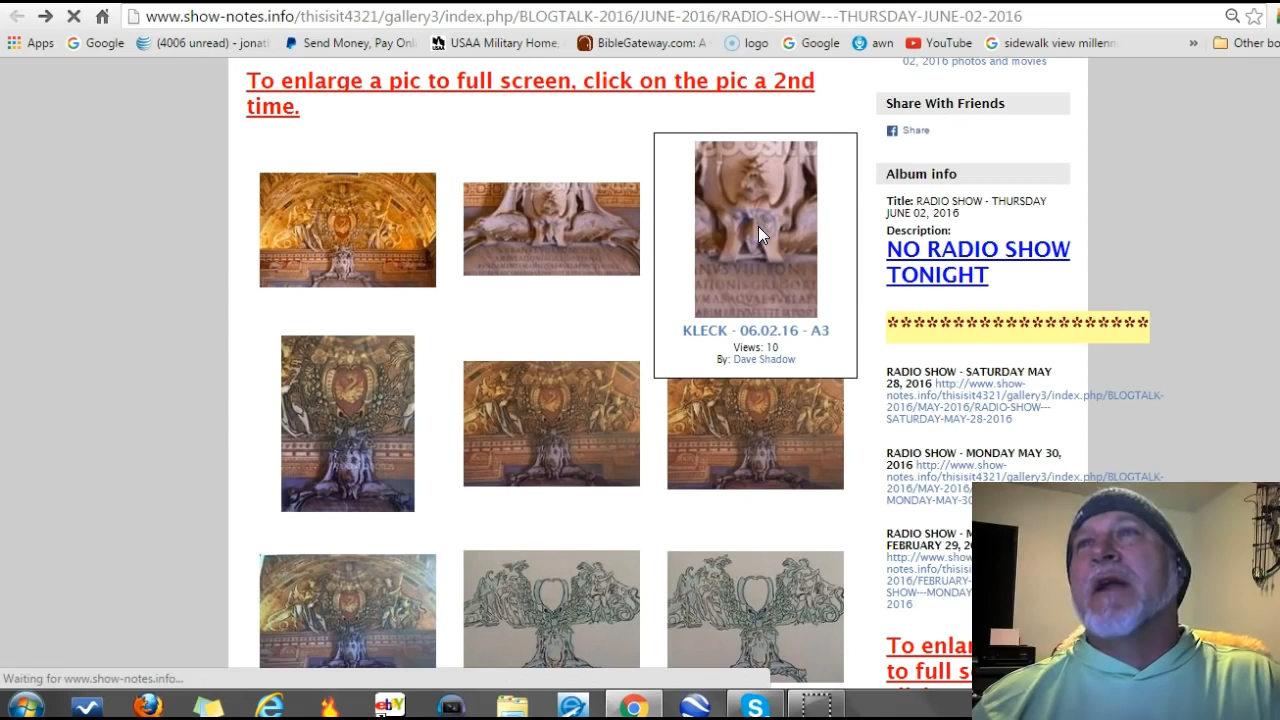 www.show-notes.info/thisisit4321/gallery3/index.php/BLOGTALK-2016/JUNE-2016/RADIO-SHOW---THURSDAY-JUNE-02-2016
Apps Google (4006 unread) - jonat Send Money, Pay Onl USAA Military Home, BibleGateway.com: A logo Google awn YouTube sidewalk view millenn » Other bo
To enlarge a pic to full screen, click on the pic a 2nd
time.
KLECK - 06.02.16 - A3
Views: 10
By: Dave Shadow
02, 2016 photos and movies
Share With Friends
Share
Album info
Title: RADIO SHOW - THURSDAY
JUNE 02, 2016
Description:
NO RADIO SHOW
TONIGHT
********************
RADIO SHOW - SATURDAY MAY
28, 2016 http://www.show-
notes.info/thisisit4321/gallery3/index.php/BLOGTALK-
2016/MAY-2016/RADIO-SHOW---
SATURDAY-MAY-28-2016
RADIO SHOW - MONDAY MAY 30,
2016 http://www.show-
notes.info/thisisit4321/gallery3/index.php/BLOGTALK-
2016/MAY-2016/
MONDAY-MAY-30
RADIO SHOW - M
FEBRUARY 29, 2
http://www.show
notes.info/thisisi
2016/FEBRUARY-
SHOW---MONDA
2016
To enlar
to full s
Waiting for www.show-notes.info...
ebY